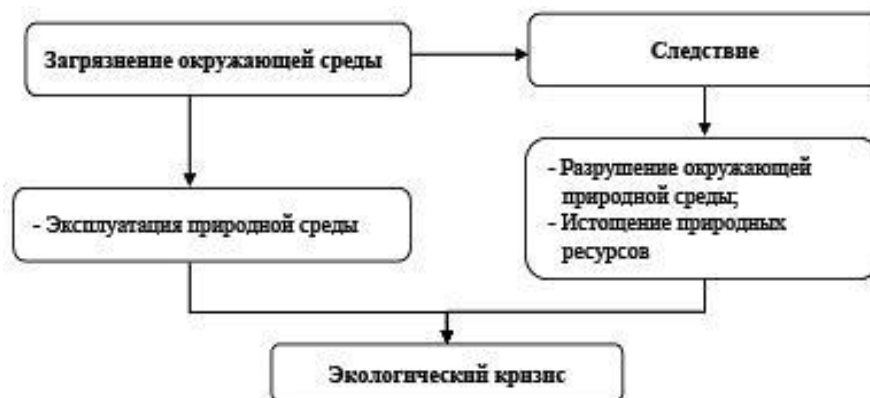 Загрязнение окружающей среды
Следствие
- Эксплуатация природной среды
- Разрушение окружающей
природной среды;
- Истощение природных
ресурсов
Экологический кризис